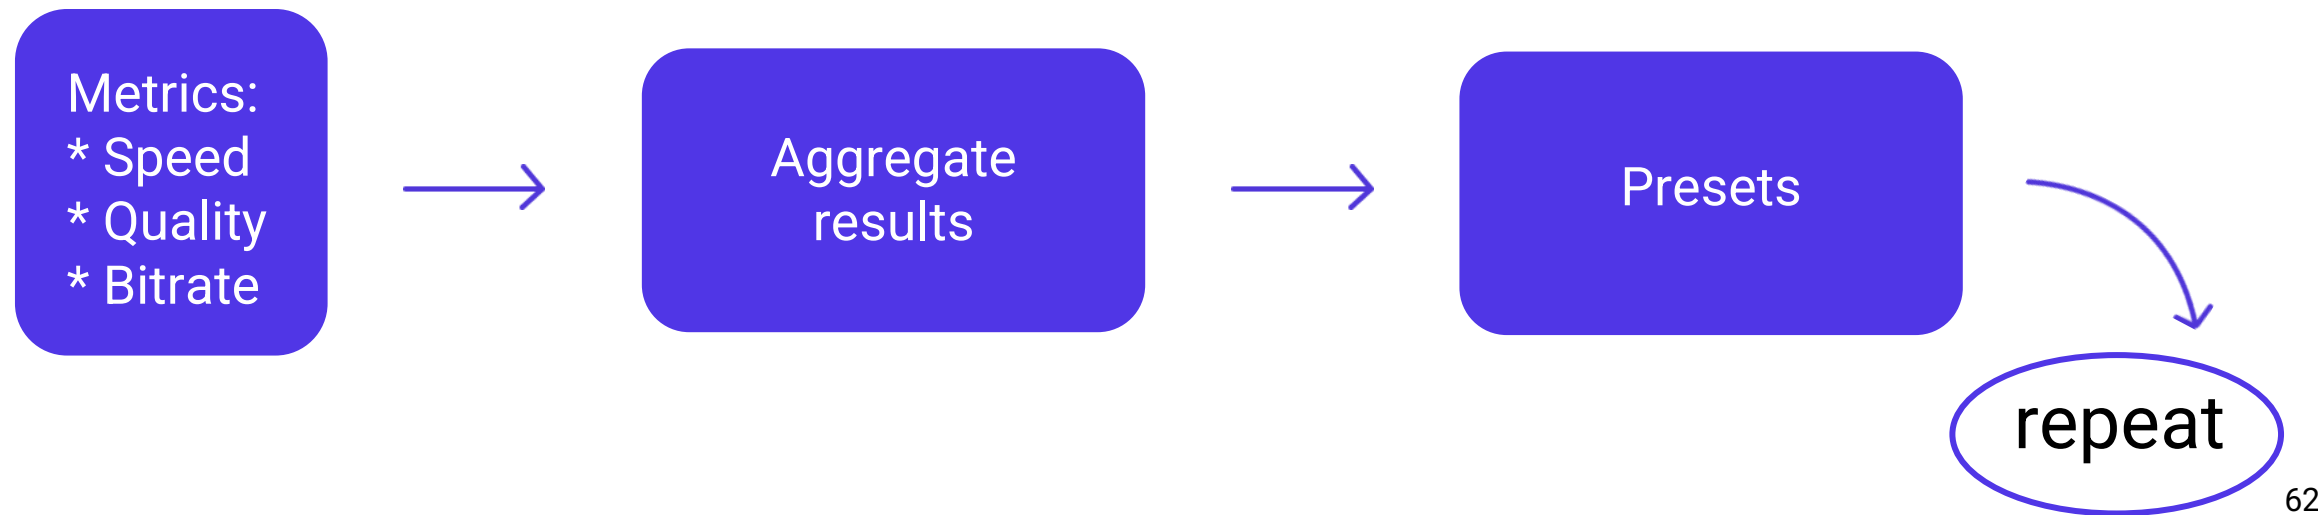 Metrics:
* Speed
* Quality
* Bitrate
Aggregate
results
Presets
repeat
62